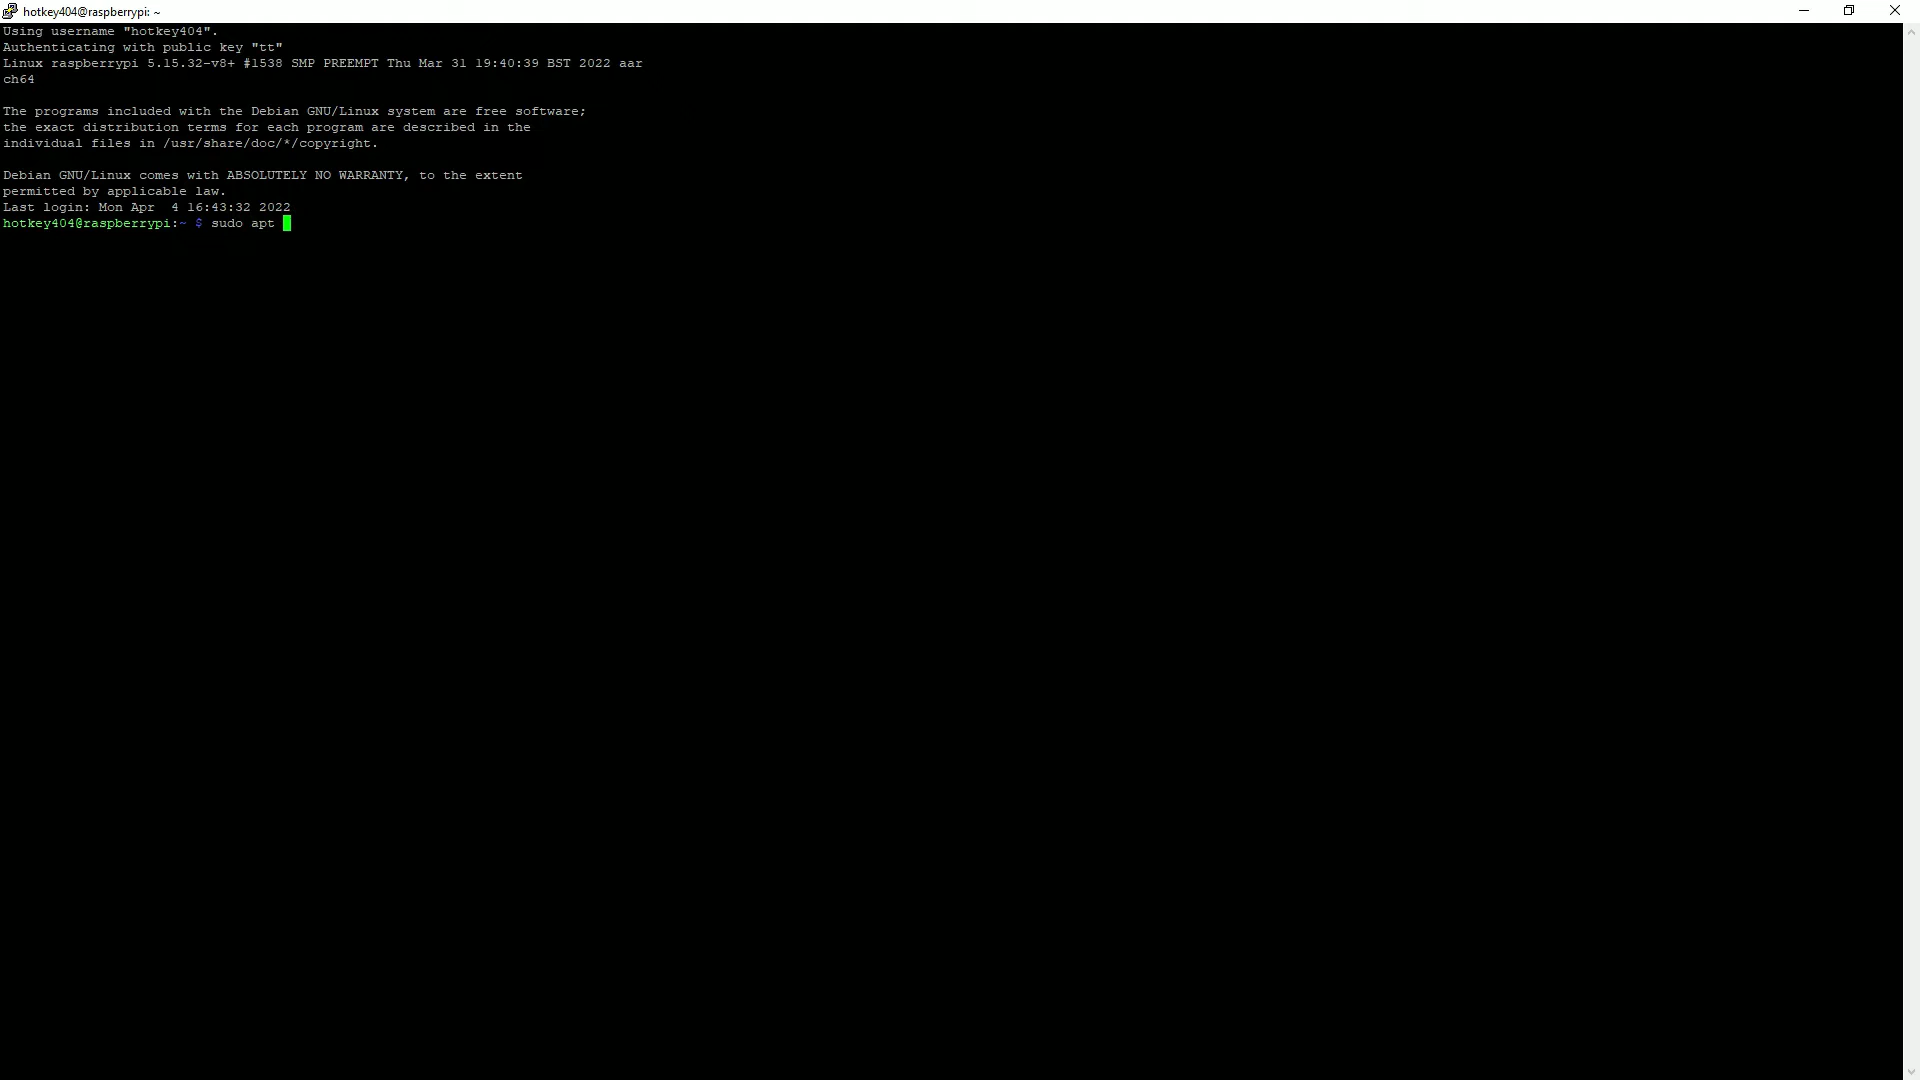 hotkey404@raspberrypi: ~
Using username "hotkey404".
Authenticating with public key "tt"
Linux raspberrypi 5.15.32-v8+ #1538 SMP PREEMPT Thu Mar 31 19:40:39 BST 2022 aar
ch64
The programs included with the Debian GNU/Linux system are free software;
the exact distribution terms for each program are described in the
individual files in /usr/share/doc/*/copyright.
Debian GNU/Linux comes with ABSOLUTELY NO WARRANTY, to the extent
permitted by applicable law.
Last login: Mon Apr  4 16:43:32 2022
hotkey404@raspberrypi:~ $ sudo apt